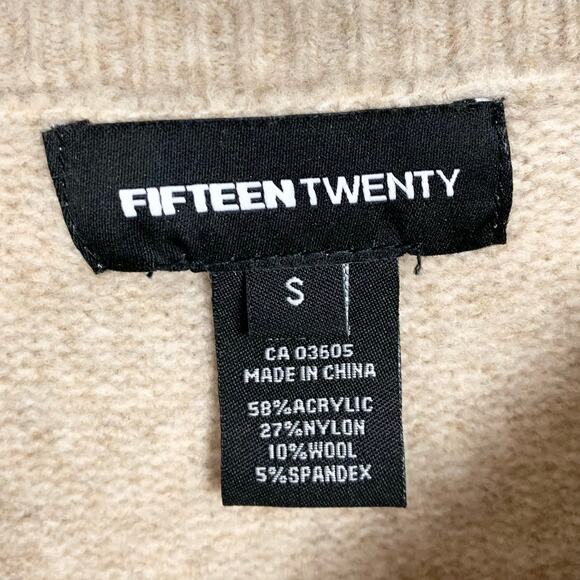 FIFTEEN TWENTY
S
CA 03605
MADE IN CHINA
58%ACRYLIC
27%NYLON
10%WOOL
5%SPANDEX